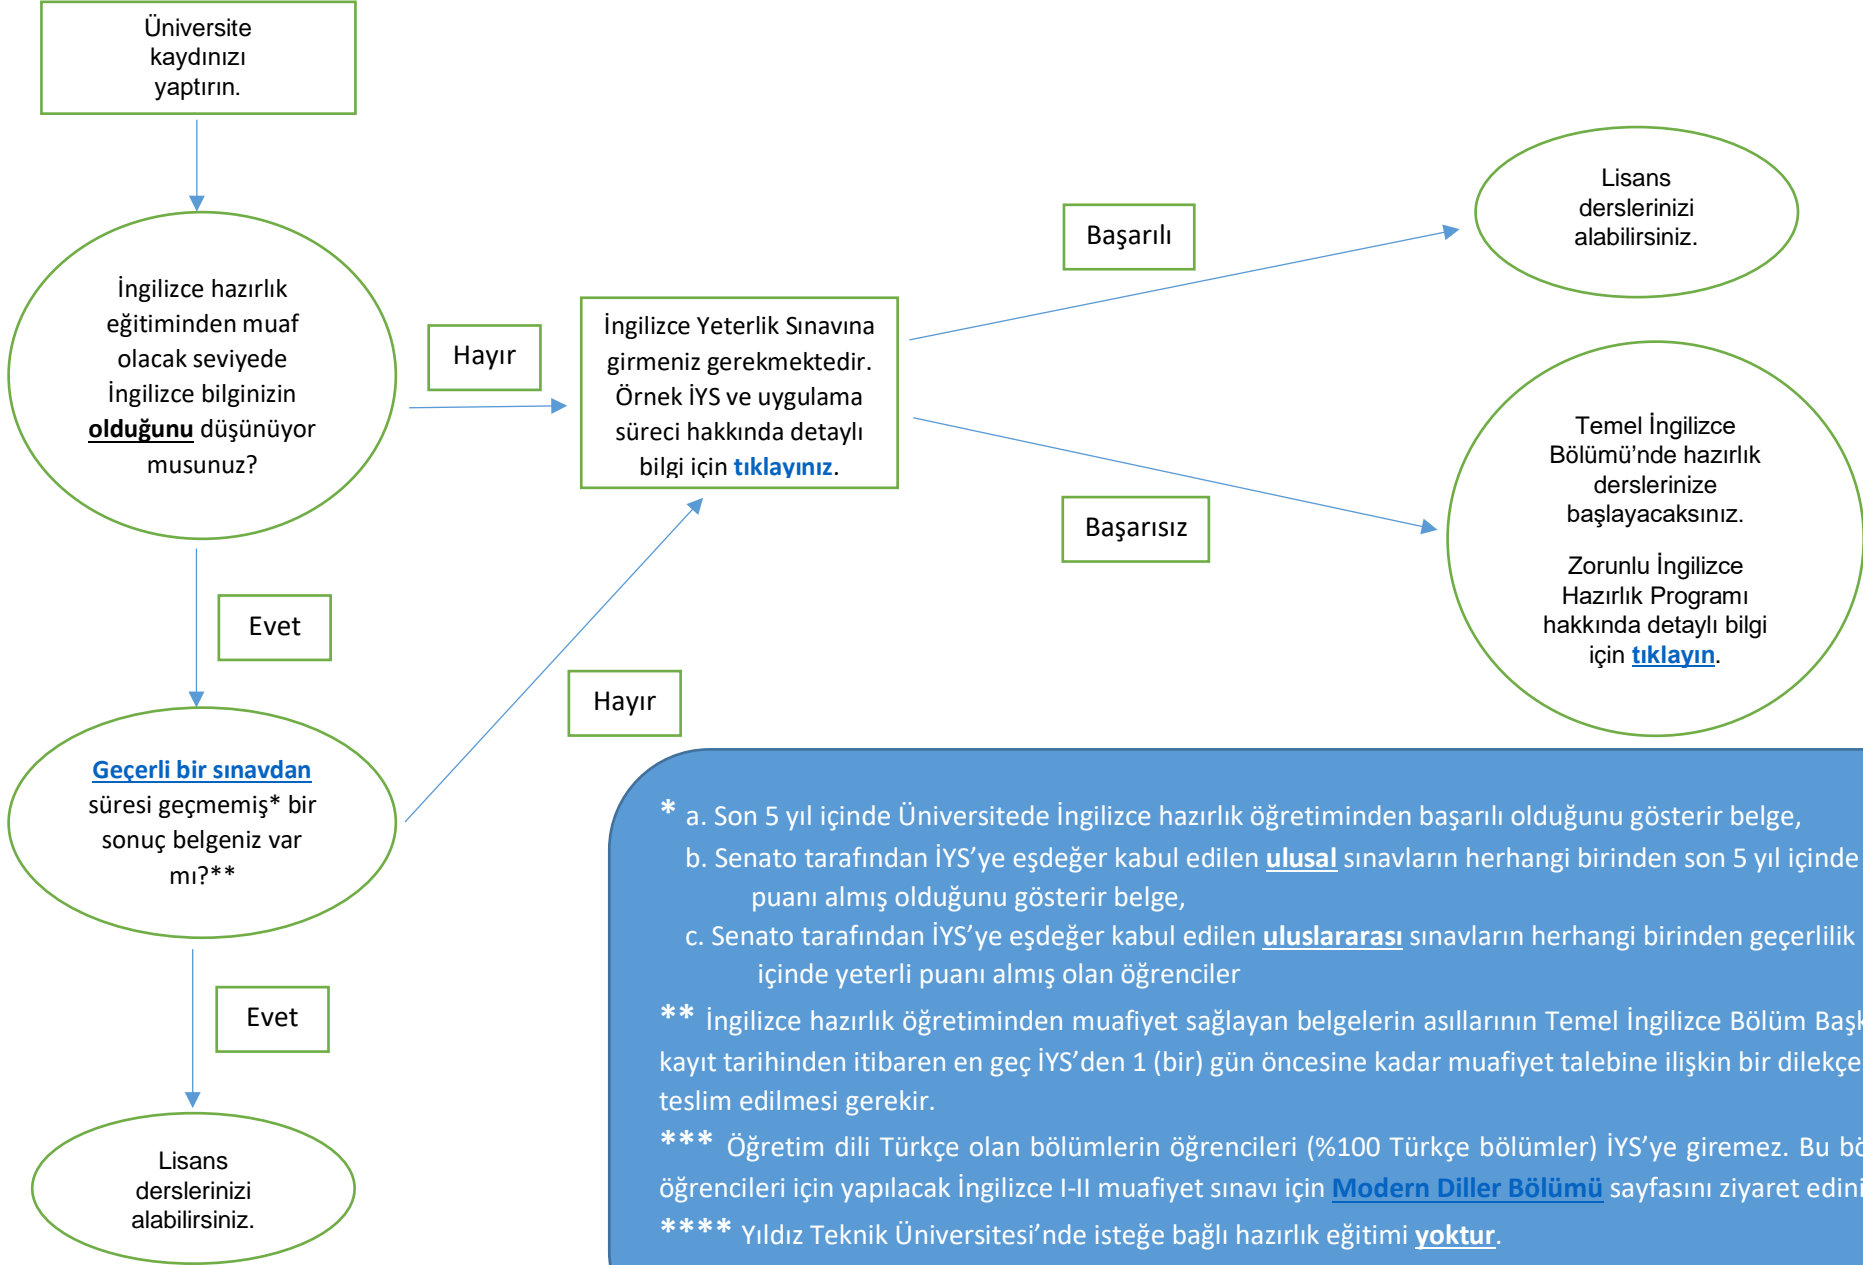 Üniversite
kaydınızı
yaptırın.
İngilizce hazırlık
eğitiminden muaf
olacak seviyede
İngilizce bilginizin
olduğunu düşünüyor
musunuz?
Hayır
İngilizce Yeterlik Sınavına
girmeniz gerekmektedir.
Örnek İYS ve uygulama
süreci hakkında detaylı
bilgi için tıklayınız.
Başarılı
Lisans
derslerinizi
alabilirsiniz.
Başarısız
Temel İngilizce
Bölümü’nde hazırlık
derslerinize
başlayacaksınız.
Zorunlu İngilizce
Hazırlık Programı
hakkında detaylı bilgi
için tıklayın.
Evet
Hayır
Geçerli bir sınavdan
süresi geçmemiş* bir
sonuç belgeniz var
mı?**
Evet
Lisans
derslerinizi
alabilirsiniz.
* a. Son 5 yıl içinde Üniversitede İngilizce hazırlık öğretiminden başarılı olduğunu gösterir belge,
b. Senato tarafından İYS’ye eşdeğer kabul edilen ulusal sınavların herhangi birinden son 5 yıl içinde
puanı almış olduğunu gösterir belge,
c. Senato tarafından İYS’ye eşdeğer kabul edilen uluslararası sınavların herhangi birinden geçerlilik
içinde yeterli puanı almış olan öğrenciler
** İngilizce hazırlık öğretiminden muafiyet sağlayan belgelerin asıllarının Temel İngilizce Bölüm
kayıt tarihinden itibaren en geç İYS’den 1 (bir) gün öncesine kadar muafiyet talebine ilişkin bir dilekçe
teslim edilmesi gerekir.
*** Öğretim dili Türkçe olan bölümlerin öğrencileri (%100 Türkçe bölümler) İYS’ye giremez. Bu
öğrencileri için yapılacak İngilizce I-II muafiyet sınavı için Modern Diller Bölümü sayfasını ziyaret
**** Yıldız Teknik Üniversitesi’nde isteğe bağlı hazırlık eğitimi yoktur.